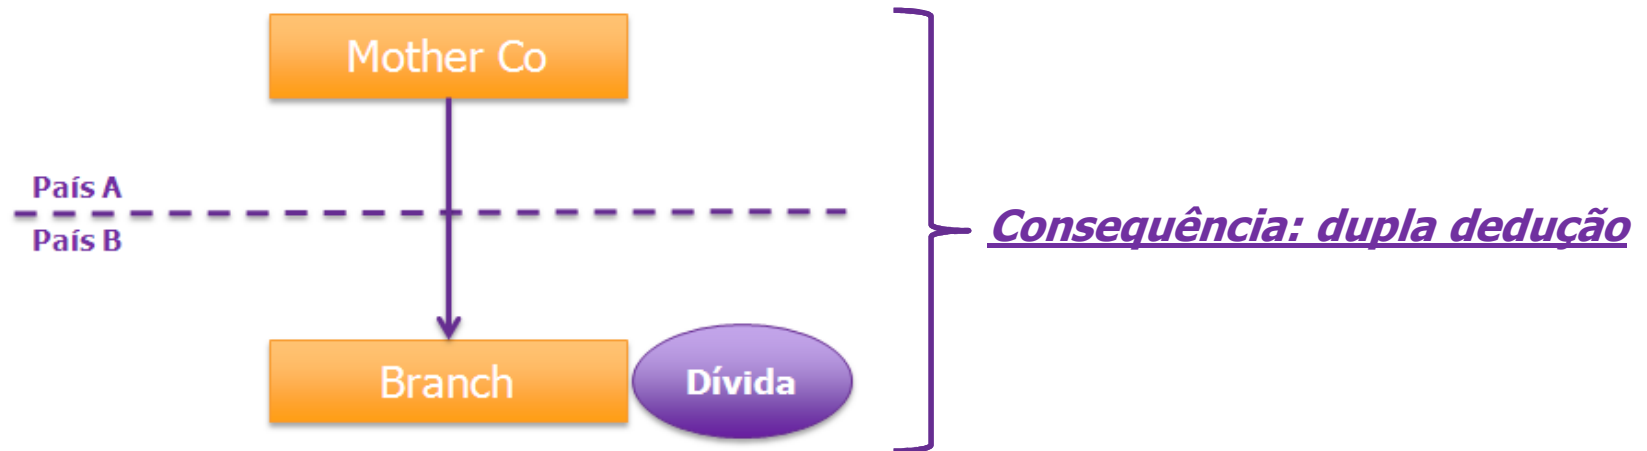 Mother Co
País A
País B
Consequência: dupla dedução
Branch
Dívida